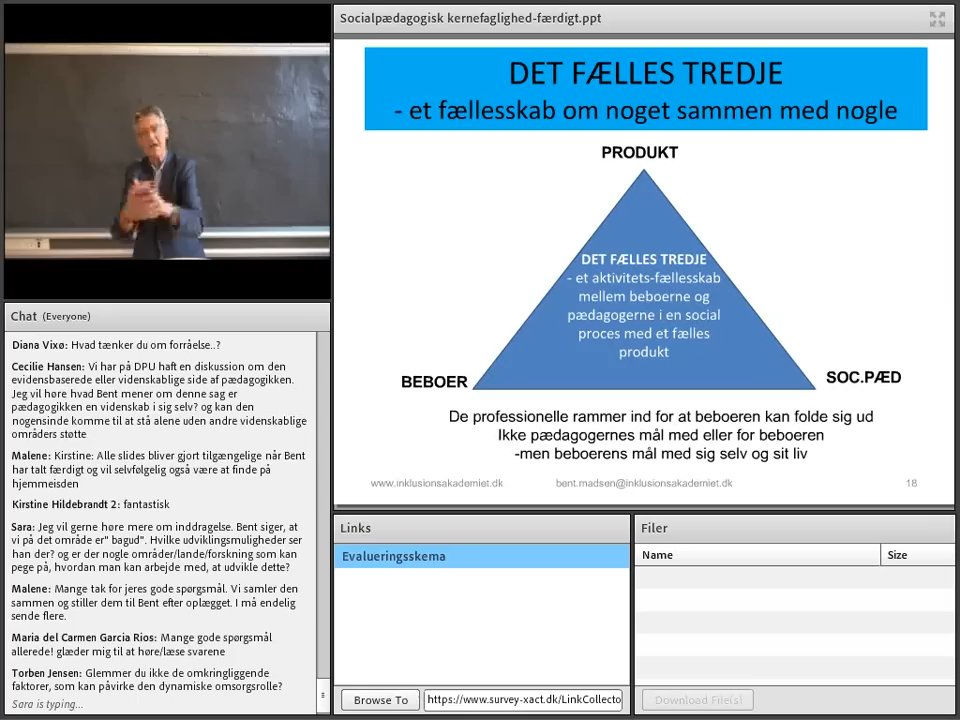 Socialpædagogisk kernefaglighed-færdigt.ppt
DET FÆLLES TREDJE
- et fællesskab om noget sammen med nogle
PRODUKT
DET FÆLLES TREDJE
- et aktivitets-fællesskab
mellem beboerne og
pædagogerne i en social
proces med et fælles
produkt
BEBOER
SOC.PÆD
De professionelle rammer ind for at beboeren kan folde sig ud
Ikke pædagogernes mål med eller for beboeren
-men beboerens mål med sig selv og sit liv
www.inklusionsakademiet.dk
bent.madsen@inklusionsakademiet.dk
18
Chat (Everyone)
Diana Vixø: Hvad tænker du om forråelse..?
Cecilie Hansen: Vi har på DPU haft en diskussion om den
evidensbaserede eller videnskablige side af pædagogikken.
Jeg vil høre hvad Bent mener om denne sag er
pædagogikken en videnskab i sig selv? og kan den
nogensinde komme til at stå alene uden andre videnskablige
områders støtte
Malene: Kirstine: Alle slides bliver gjort tilgængelige når Bent
har talt færdigt og vil selvfølgelig også være at finde på
hjemmeisden
Kirstine Hildebrandt 2: fantastisk
Sara: Jeg vil gerne høre mere om inddragelse. Bent siger, at
vi på det område er" bagud". Hvilke udviklingsmuligheder ser
han der? og er der nogle områder/lande/forskning som kan
pege på, hvordan man kan arbejde med, at udvikle dette?
Malene: Mange tak for jeres gode spørgsmål. Vi samler den
sammen og stiller dem til Bent efter oplægget. I må endelig
sende flere.
Maria del Carmen Garcia Rios: Mange gode spørgsmål
allerede! glæder mig til at høre/læse svarene
Torben Jensen: Glemmer du ikke de omkringliggende
faktorer, som kan påvirke den dynamiske omsorgsrolle?
Sara is typing...
Links
Evalueringsskema
Browse To
https://www.survey-xact.dk/LinkCollecto
Filer
Name
Size
Download File(s)